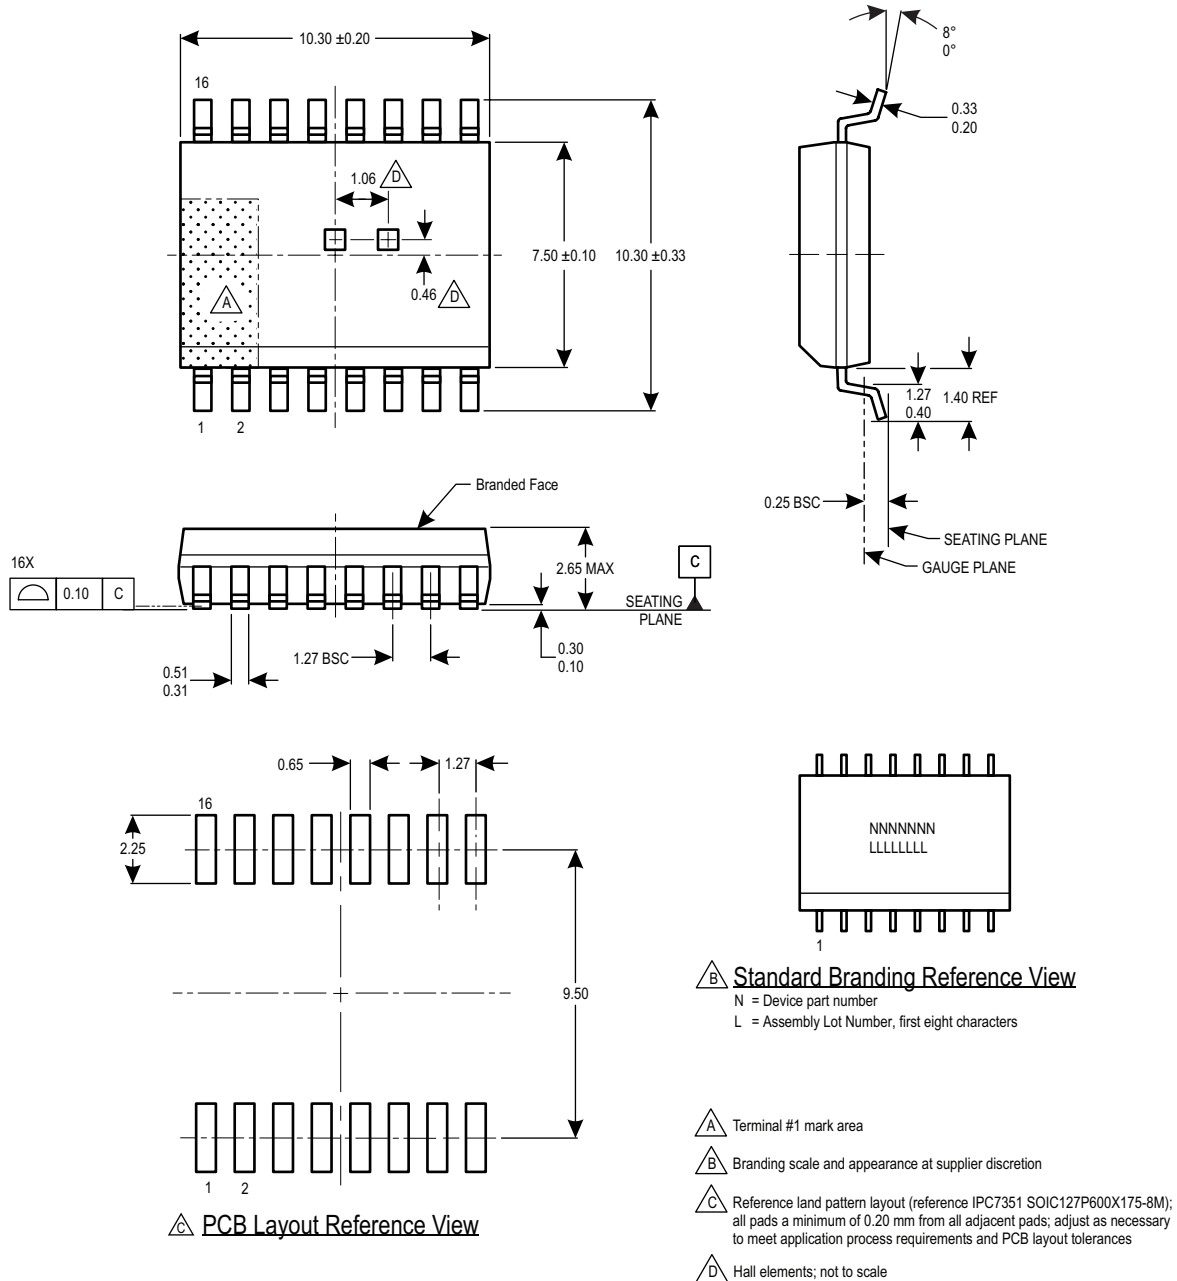 10.30 ±0.20
16
1.06 D
0.46 D
7.50 ±0.10
10.30 ±0.33
A
1 2
8°
0°
0.33
0.20
1.27
0.40
1.40 REF
0.25 BSC
SEATING PLANE
GAUGE PLANE
Branded Face
16X
0.10 C
2.65 MAX
C
SEATING
PLANE
0.30
0.10
1.27 BSC
0.51
0.31
0.65
1.27
16
2.25
9.50
1 2
C PCB Layout Reference View
NNNNNNN
LLLLLLLL
1
B Standard Branding Reference View
N = Device part number
L = Assembly Lot Number, first eight characters
A Terminal #1 mark area
B Branding scale and appearance at supplier discretion
C Reference land pattern layout (reference IPC7351 SOIC127P600X175-8M);
all pads a minimum of 0.20 mm from all adjacent pads; adjust as necessary
to meet application process requirements and PCB layout tolerances
D Hall elements; not to scale